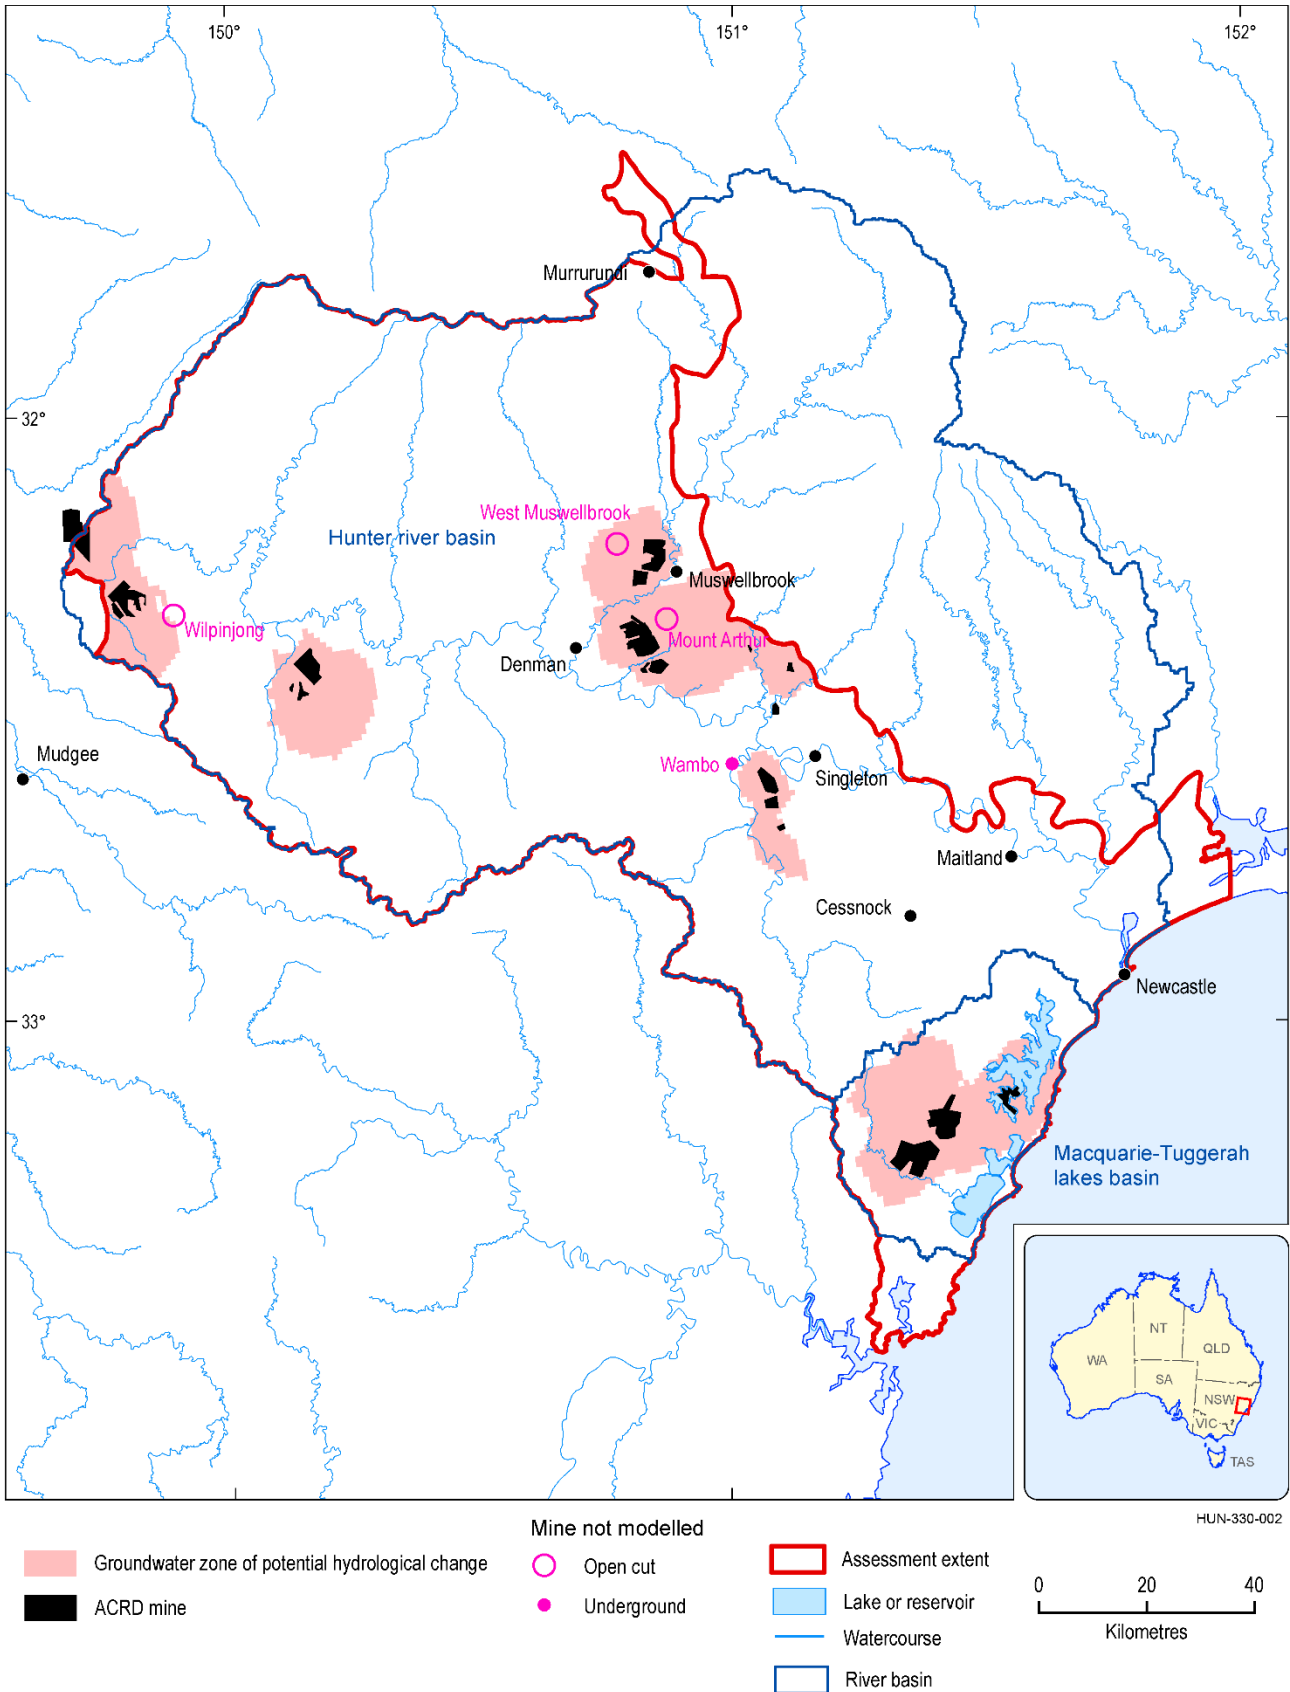 150°
151°
152°
Murrurundi
32°
West Muswellbrook
Hunter river basin
Muswellbrook
Wilpinjong
Mount Arthur
Denman
Mudgee
Wambo
Singleton
Maitland
Cessnock
Newcastle
33°
Macquarie-Tuggerah
lakes basin
NT
QLD
WA
SA
NSW
VIC
TAS
HUN-330-002
Mine not modelled
Groundwater zone of potential hydrological change
ACRD mine
Open cut
Underground
Assessment extent
Lake or reservoir
Watercourse
River basin
0 20 40
Kilometres